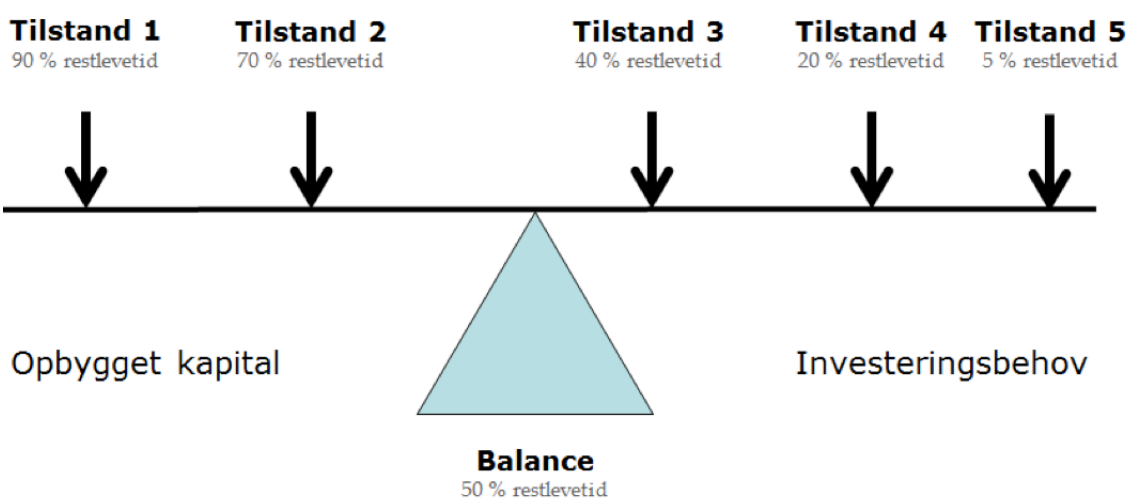 Tilstand 1
90 % restlevetid
Tilstand 2
70 % restlevetid
Tilstand 3
40 % restlevetid
Tilstand 4
20 % restlevetid
Tilstand 5
5 % restlevetid
Opbygget kapital
Investeringsbehov
Balance
50 % restlevetid